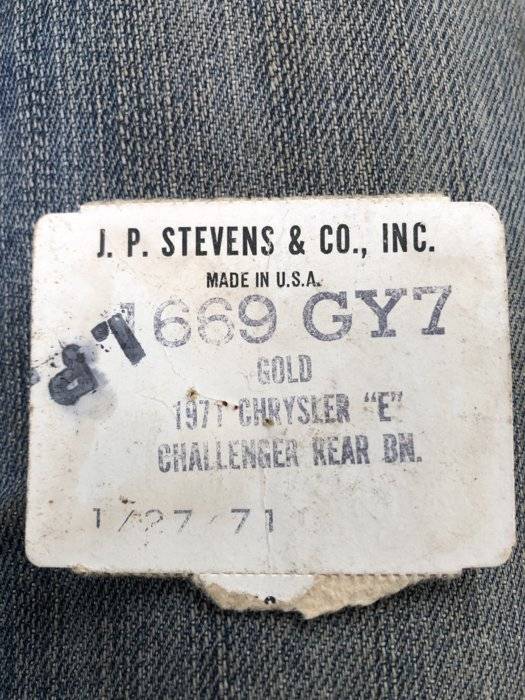 J. P. STEVENS & CO., INC.
MADE IN U.S.A.
1669 GY7
GOLD
1971 CHRYSLER "E"
CHALLENGER REAR BN.
1/27/71